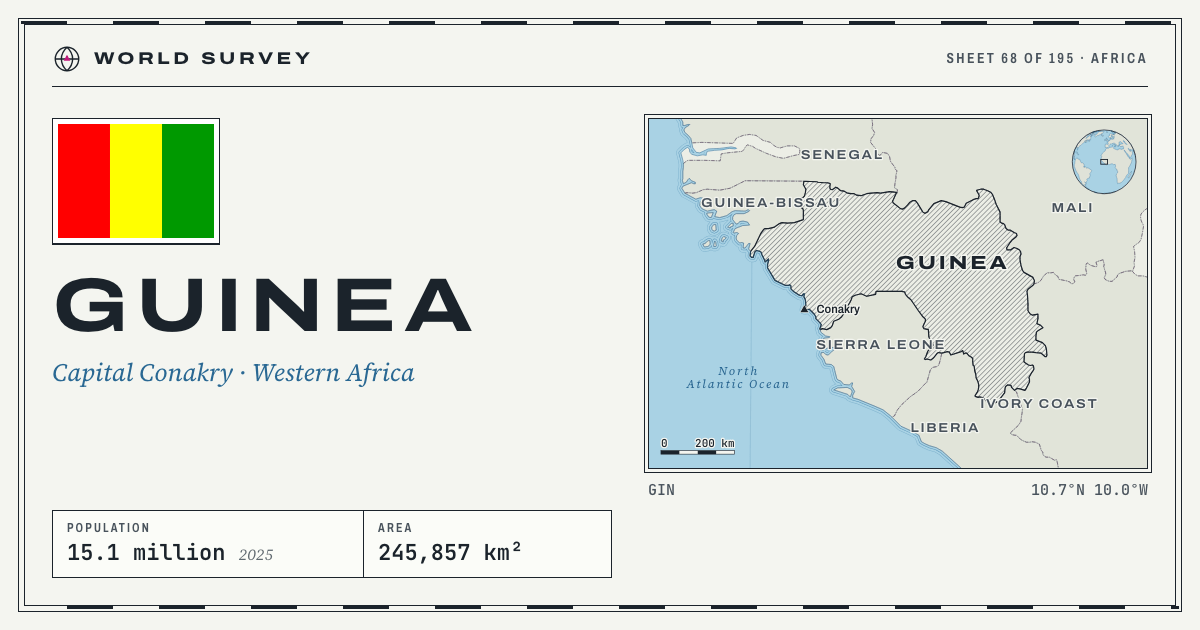 WORLD SURVEY
SHEET 68 OF 195 · AFRICA
GUINEA
Capital Conakry · Western Africa
SENEGAL
GUINEA-BISSAU
MALI
GUINEA
Conakry
SIERRA LEONE
North
Atlantic Ocean
IVORY COAST
LIBERIA
0 200 km
GIN
10.7°N 10.0°W
POPULATION
15.1 million 2025
AREA
245,857 km²